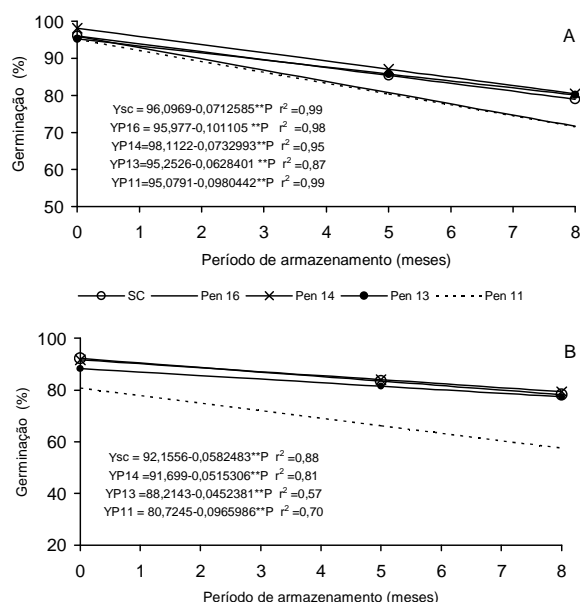 A
Germinação (%)
100
90
80
70
60
50
Ysc = 96,0969-0,0712585**P r² =0,99
YP16 = 95,977-0,101105 **P r² =0,98
YP14=98,1122-0,0732993**P r² =0,95
YP13=95,2526-0,0628401 **P r² =0,87
YP11=95,0791-0,0980442**P r² =0,99
0 1 2 3 4 5 6 7 8
Período de armazenamento (meses)
SC Pen 16 Pen 14 Pen 13 Pen 11
B
Germinação (%)
100
80
60
40
20
Ysc = 92,1556-0,0582483**P r² =0,88
YP14 =91,699-0,0515306**P r² =0,81
YP13=88,2143-0,0452381**P r² =0,57
YP11= 80,7245-0,0965986**P r² =0,70
0 1 2 3 4 5 6 7 8
Período de armazenamento (meses)